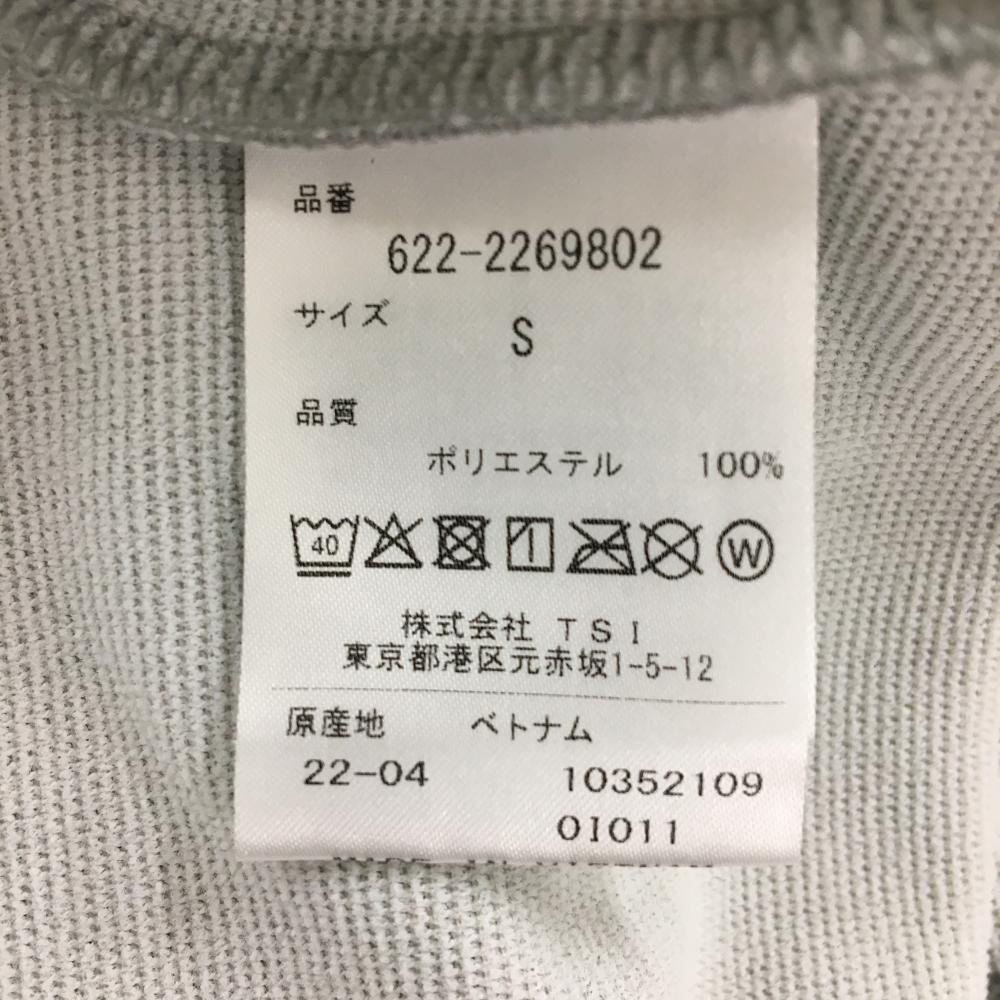 品番
622-2269802
サイズ
S
品質
ポリエステル 100%
40 W
株式会社 TSI
東京都港区元赤坂1-5-12
原産地 ベトナム
22-04 10352109
01011